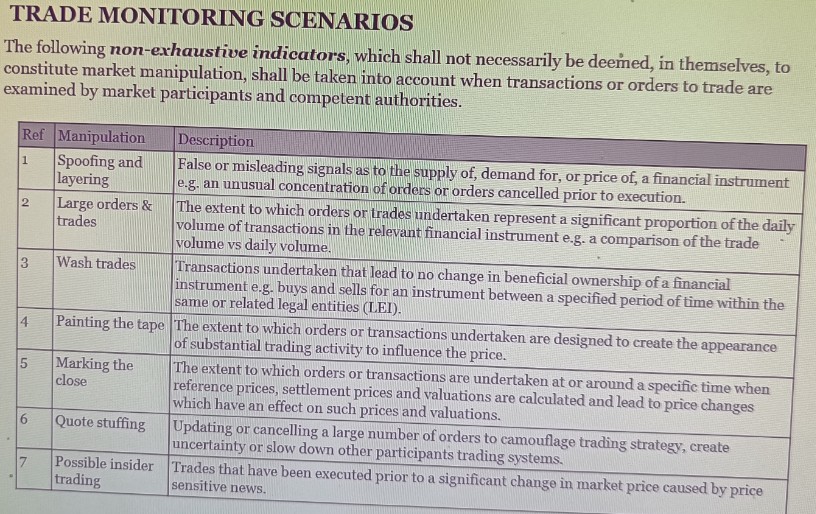 TRADE MONITORING SCENARIOS
The following non-exhaustive indicators, which shall not necessarily be deemed, in themselves, to
constitute market manipulation, shall be taken into account when transactions or orders to trade are
examined by market participants and competent authorities.
Ref Manipulation Description
1 Spoofing and
layering
False or misleading signals as to the supply of, demand for, or price of, a financial instrument
e.g. an unusual concentration of orders or orders cancelled prior to execution.
2 Large orders &
trades
The extent to which orders or trades undertaken represent a significant proportion of the daily
volume of transactions in the relevant financial instrument e.g. a comparison of the trade
volume vs daily volume.
3 Wash trades
Transactions undertaken that lead to no change in beneficial ownership of a financial
instrument e.g. buys and sells for an instrument between a specified period of time within the
same or related legal entities (LEI).
4 Painting the tape
The extent to which orders or transactions undertaken are designed to create the appearance
of substantial trading activity to influence the price.
5 Marking the
close
The extent to which orders or transactions are undertaken at or around a specific time when
reference prices, settlement prices and valuations are calculated and lead to price changes
which have an effect on such prices and valuations.
6 Quote stuffing
Updating or cancelling a large number of orders to camouflage trading strategy, create
uncertainty or slow down other participants trading systems.
7 Possible insider
trading
Trades that have been executed prior to a significant change in market price caused by price
sensitive news.